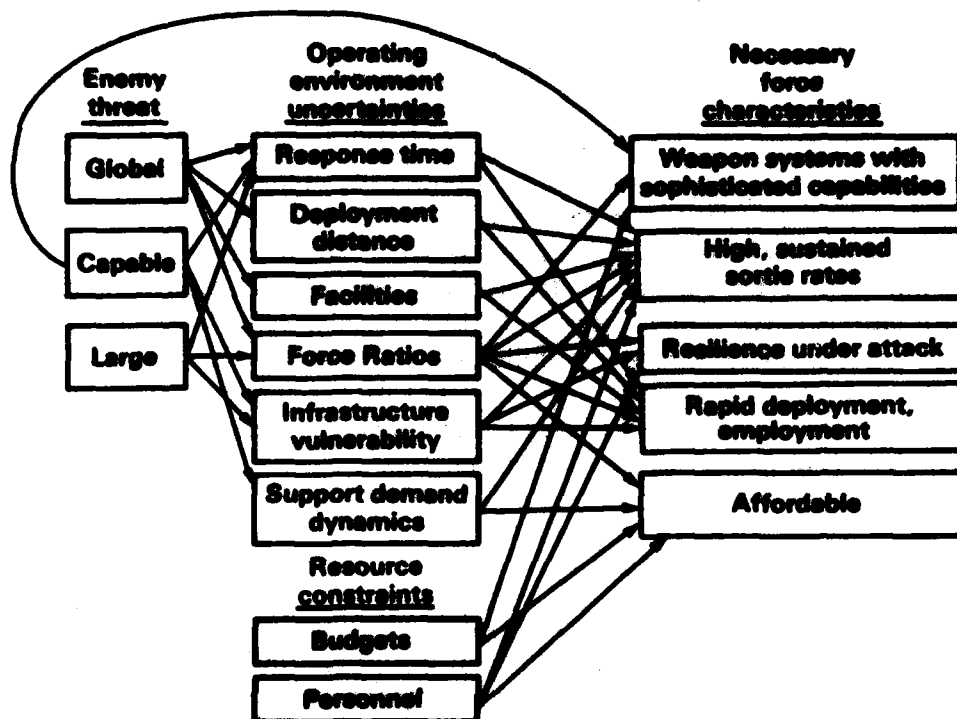 Enemy
threat
Global
Capable
Large
Operating
environment
uncertainties
Response time
Deployment
distance
Facilities
Force Ratios
Infrastructure
vulnerability
Support demand
dynamics
Resource
constraints
Budgets
Personnel
Necessary
force
characteristics
Weapon systems with
sophisticated capabilities
High, sustained
sortie rates
Resilience under attack
Rapid deployment,
employment
Affordable